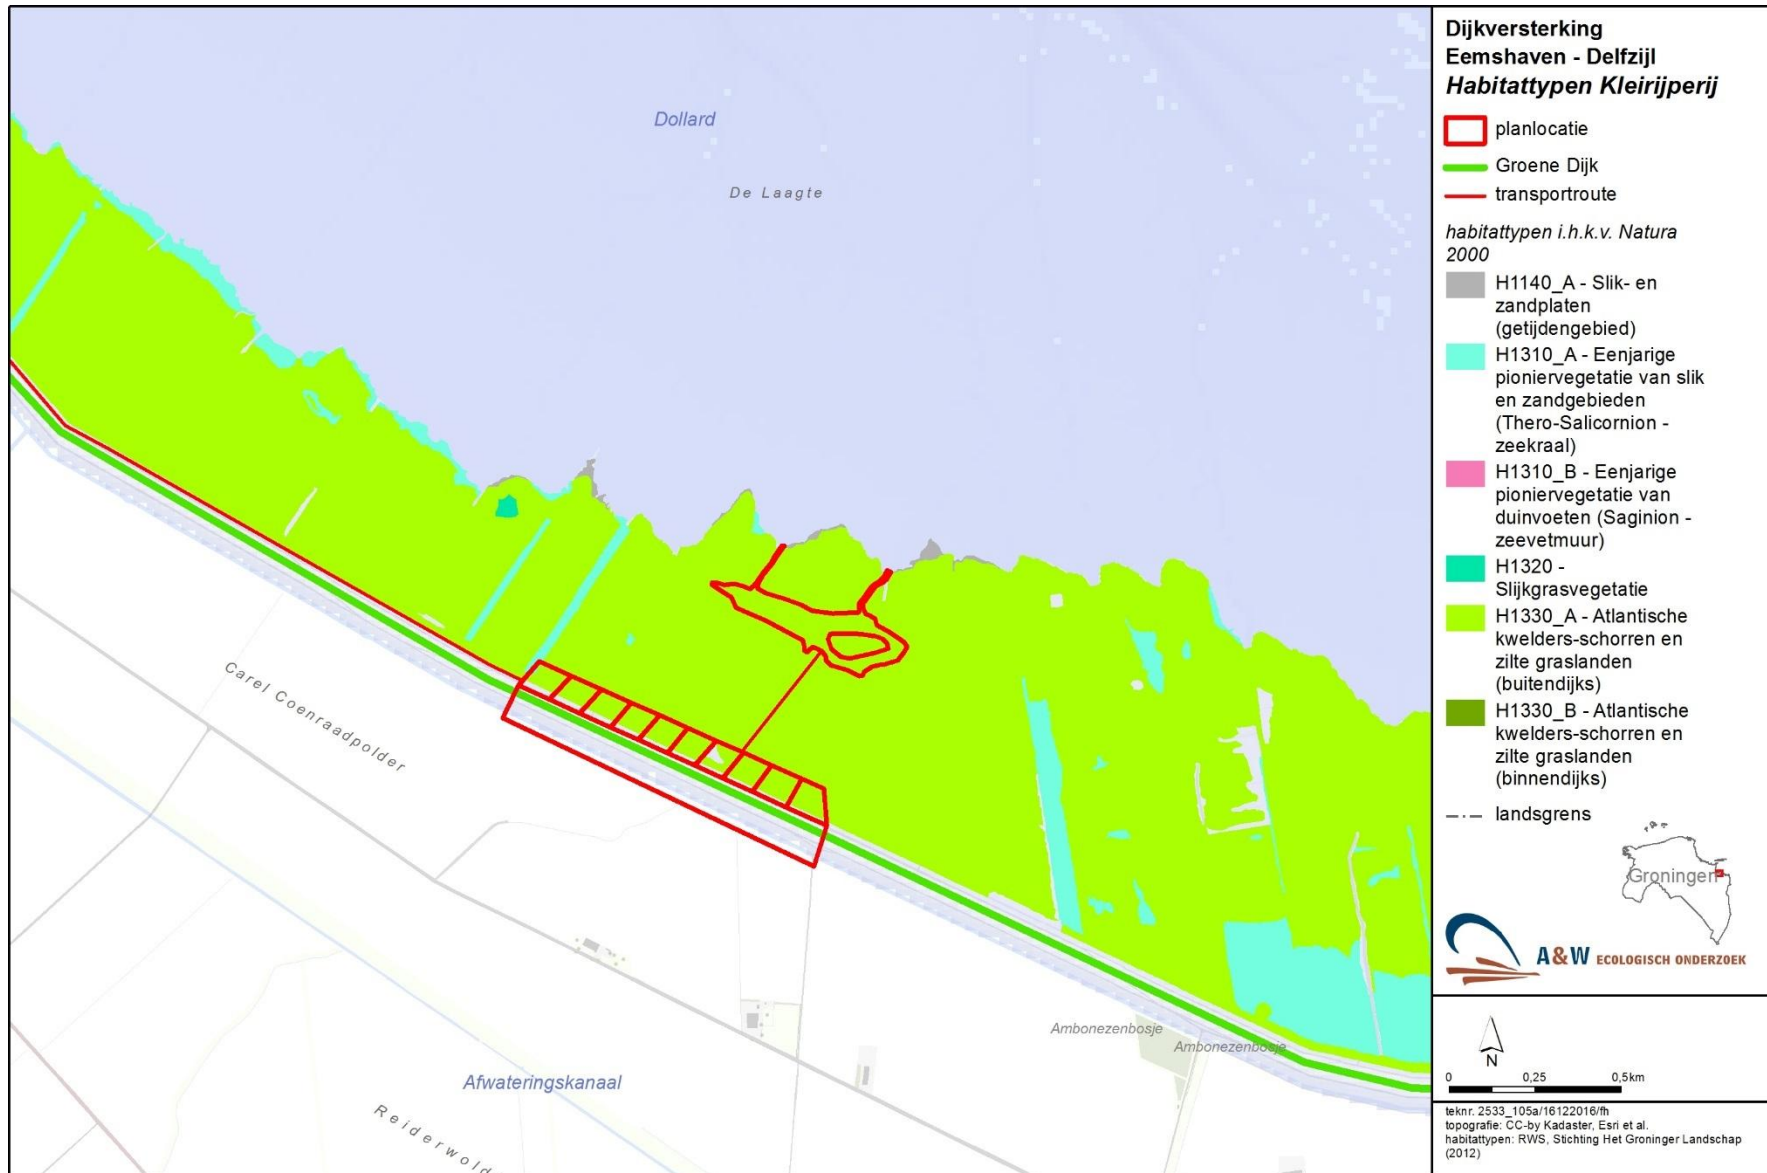 Dollard
De Laagte
Carel Coenraadpolder
Afwateringskanaal
Reiderwold
Ambonezenbosje
Ambonezenbosje
Dijkversterking
Eemshaven - Delfzijl
Habitattypen Kleirijperij
planlocatie
Groene Dijk
transportroute
habitattypen i.h.k.v. Natura
2000
H1140_A - Slik- en
zandplaten
(getijdengebied)
H1310_A - Eenjarige
pioniervegetatie van slik
en zandgebieden
(Thero-Salicornion -
zeekraal)
H1310_B - Eenjarige
pioniervegetatie van
duinvoeten (Saginion -
zeevetmuur)
H1320 -
Slijkgrasvegetatie
H1330_A - Atlantische
kwelders-schorren en
zilte graslanden
(buitendijks)
H1330_B - Atlantische
kwelders-schorren en
zilte graslanden
(binnendijks)
landsgrens
Groningen
A&W ECOLOGISCH ONDERZOEK
N
0 0,25 0,5km
teknr. 2533_105a/16122016/fh
topografie: CC-by Kadaster, Esri et al.
habitattypen: RWS, Stichting Het Groninger Landschap
(2012)